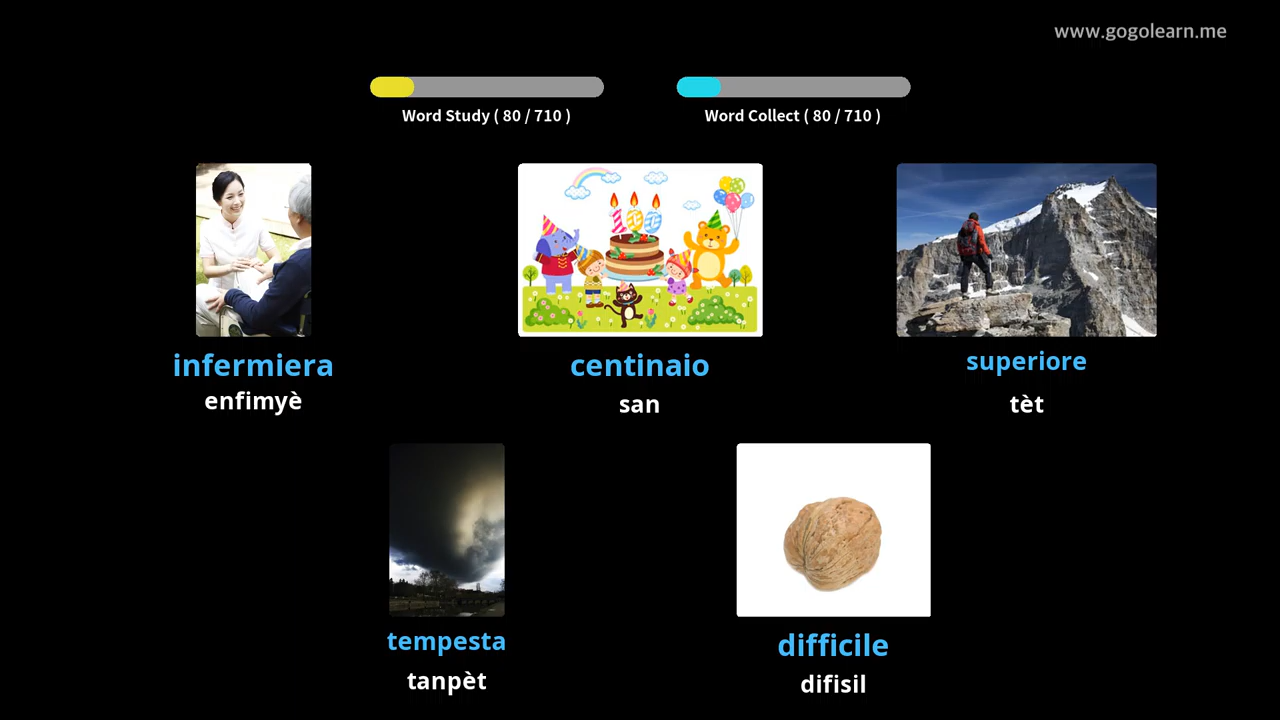 www.gogolearn.me
Word Study ( 80 / 710 )
Word Collect ( 80 / 710 )
100
infermiera
enfimyè
centinaio
san
superiore
tèt
tempesta
tanpèt
difficile
difisil